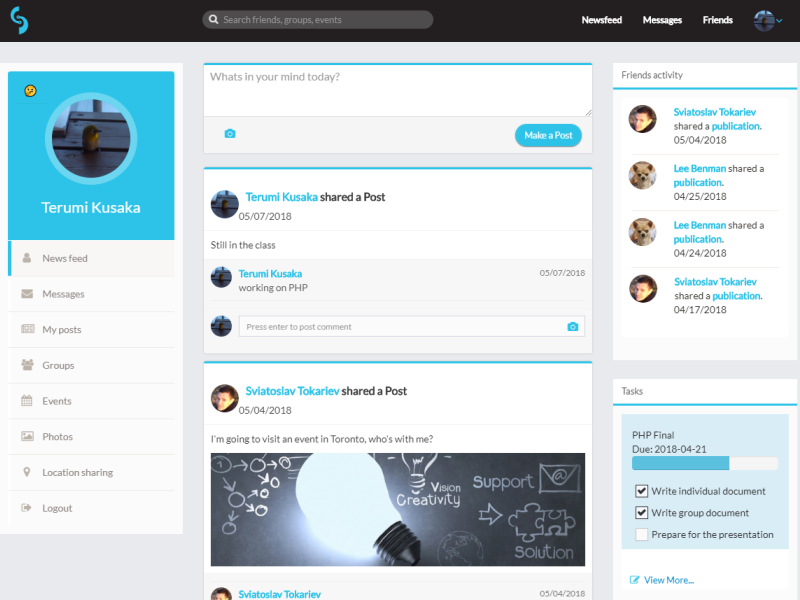 Search friends, groups, events
Newsfeed
Messages
Friends
Terumi Kusaka
News feed
Messages
My posts
Groups
Events
Photos
Location sharing
Logout
Whats in your mind today?
Make a Post
Terumi Kusaka shared a Post
05/07/2018
Still in the class
Terumi Kusaka
05/07/2018
working on PHP
Press enter to post comment
Sviatoslav Tokariev shared a Post
05/04/2018
I'm going to visit an event in Toronto, who's with me?
1
Vision
Creativity
Support
@
Solution
Sviatoslav Tokariev
05/04/2018
Friends activity
Sviatoslav Tokariev
shared a publication.
05/04/2018
Lee Benman shared a
publication.
04/25/2018
Lee Benman shared a
publication.
04/24/2018
Sviatoslav Tokariev
shared a publication.
04/17/2018
Tasks
PHP Final
Due: 2018-04-21
Write individual document
Write group document
Prepare for the presentation
View More...